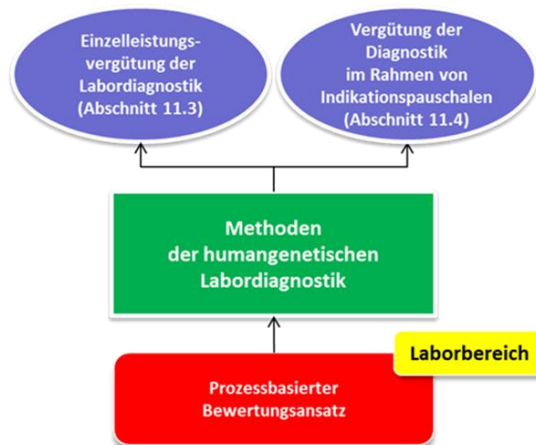 Einzelleistungs-
vergütung der
Labordiagnostik
(Abschnitt 11.3)
Vergütung der
Diagnostik
im Rahmen von
Indikationspauschalen
(Abschnitt 11.4)
Methoden
der humangenetischen
Labordiagnostik
Laborbereich
Prozessbasierter
Bewertungsansatz